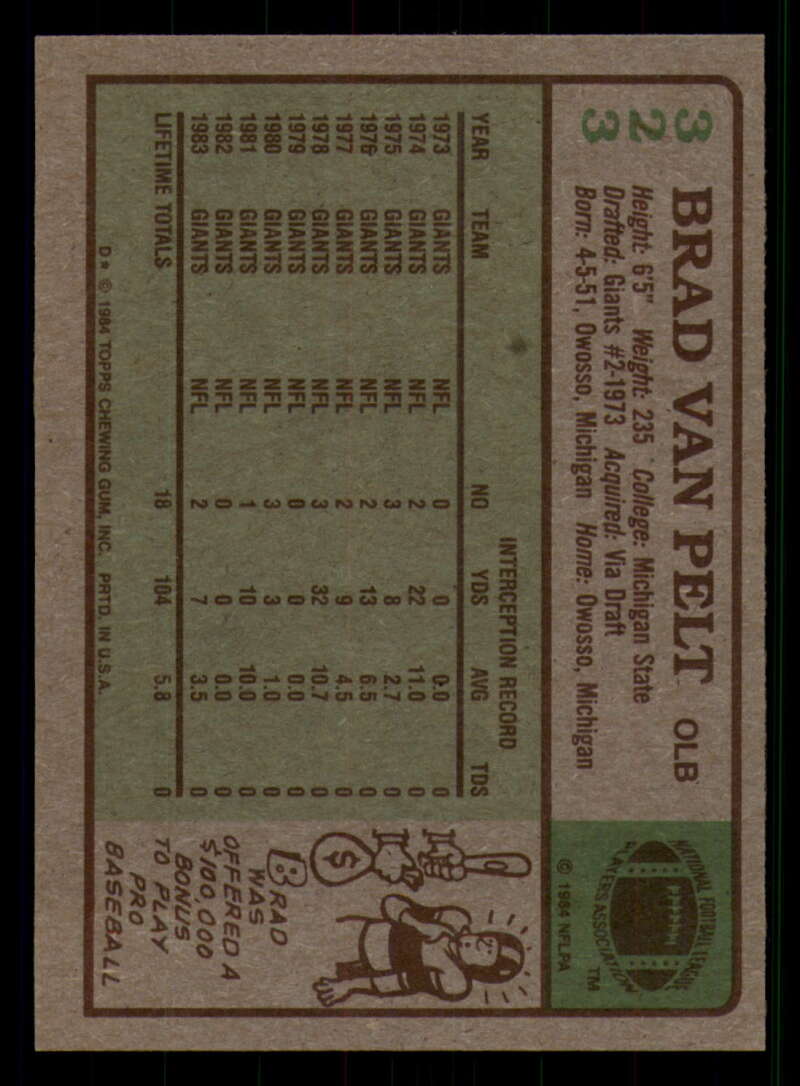 323
BRAD VAN PELT OLB
Height: 6'5" Weight: 235 College: Michigan State
Drafted: Giants #2-1973 Acquired: Via Draft
Born: 4-5-51, Owosso, Michigan Home: Owosso, Michigan
NATIONAL FOOTBALL LEAGUE
PLAYERS ASSOCIATION
TM
© 1984 NFLPA
INTERCEPTION RECORD
YEAR TEAM NO YDS AVG TDS
1973 GIANTS NFL 0 0 0.0 0
1974 GIANTS NFL 2 22 11.0 0
1975 GIANTS NFL 3 8 2.7 0
1976 GIANTS NFL 2 13 6.5 0
1977 GIANTS NFL 2 9 4.5 0
1978 GIANTS NFL 3 32 10.7 0
1979 GIANTS NFL 0 0 0.0 0
1980 GIANTS NFL 3 3 1.0 0
1981 GIANTS NFL 1 10 10.0 0
1982 GIANTS NFL 0 0 0.0 0
1983 GIANTS NFL 2 7 3.5 0
LIFETIME TOTALS 18 104 5.8 0
$
BRAD
WAS
OFFERED A
$100,000
BONUS
TO PLAY
PRO
BASEBALL
D* © 1984 TOPPS CHEWING GUM, INC. PRTD. IN U.S.A.